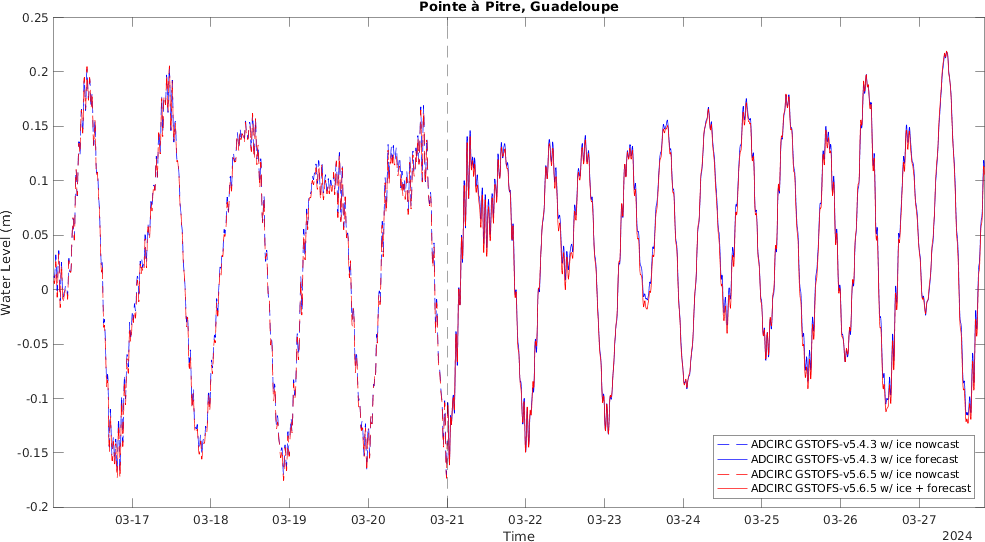 Pointe à Pitre, Guadeloupe
0.25
0.2
0.15
0.1
0.05
0
-0.05
-0.1
-0.15
-0.2
Water Level (m)
ADCIRC GSTOFS-v5.4.3 w/ ice nowcast
ADCIRC GSTOFS-v5.4.3 w/ ice forecast
ADCIRC GSTOFS-v5.6.5 w/ ice nowcast
ADCIRC GSTOFS-v5.6.5 w/ ice + forecast
03-17 03-18 03-19 03-20 03-21 03-22 03-23 03-24 03-25 03-26 03-27
Time
2024